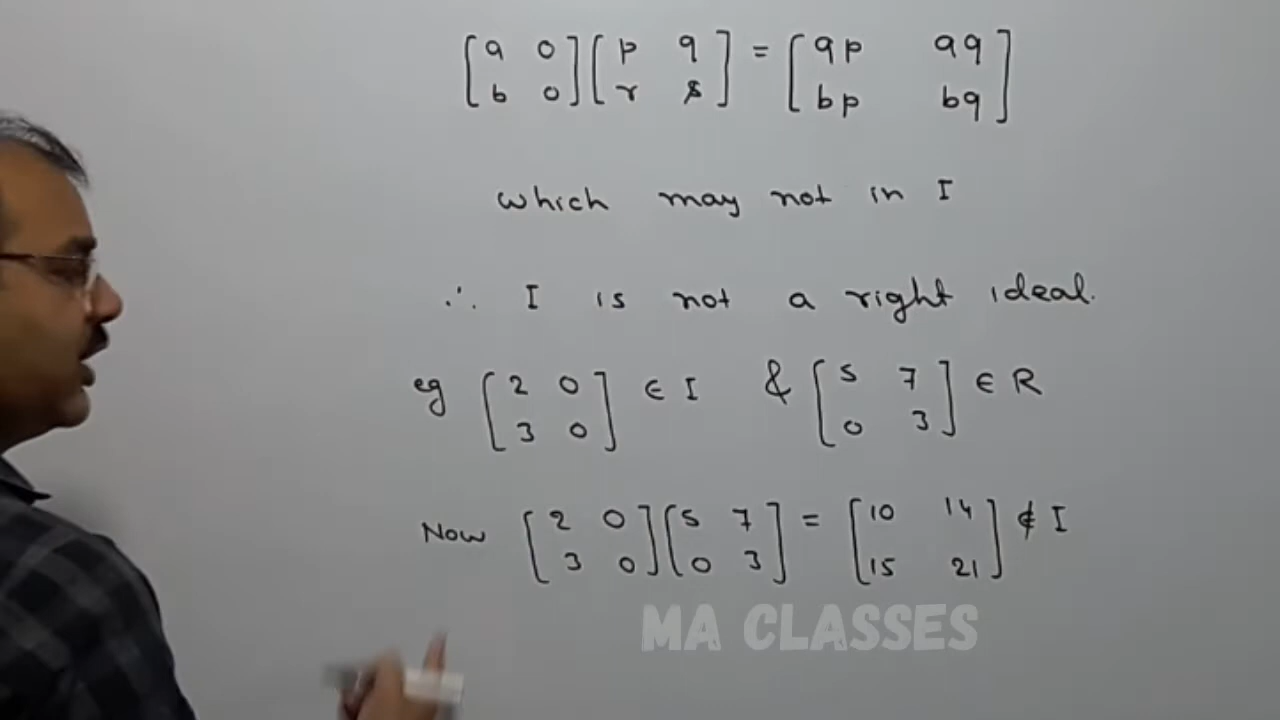 [a 0 b 0] [p q r s] = [ap aq bp bq]
which may not in I
∴ I is not a right ideal.
eg [2 0 3 0] ∈ I & [5 7 0 3] ∈ R
Now [2 0 3 0] [5 7 0 3] = [10 14 15 21] ∉ I
MA CLASSES